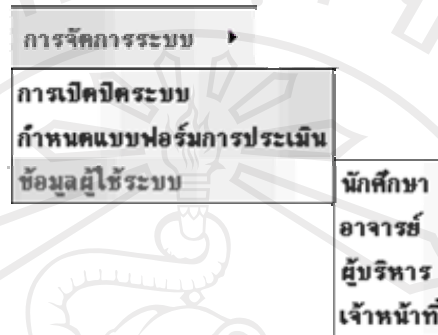 การจัดการระบบ
การเปิดปิดระบบ
กำหนดแบบฟอร์มการประเมิน
ข้อมูลผู้ใช้ระบบ
นักศึกษา
อาจารย์
ผู้บริหาร
เจ้าหน้าที่